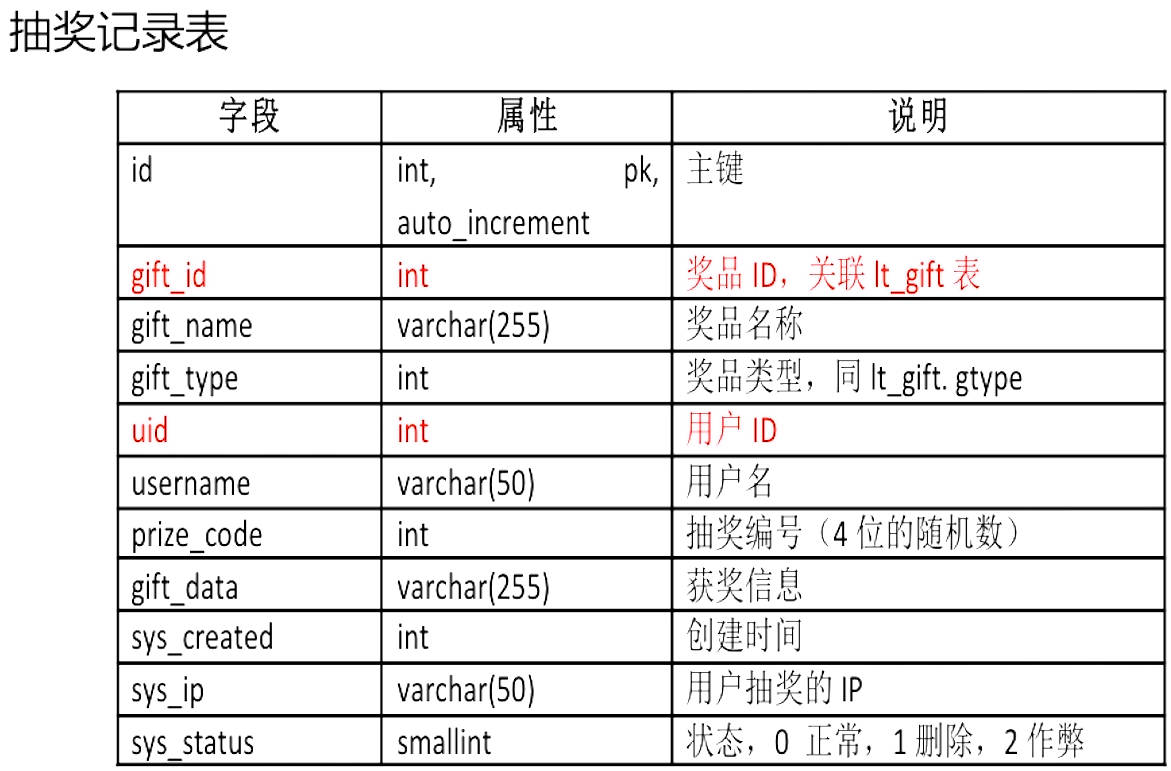 抽奖记录表
字段 属性 说明
id int, pk, 主键
auto_increment
gift_id int 奖品 ID，关联 lt_gift 表
gift_name varchar(255) 奖品名称
gift_type int 奖品类型，同 lt_gift. gtype
uid int 用户 ID
username varchar(50) 用户名
prize_code int 抽奖编号（4 位的随机数）
gift_data varchar(255) 获奖信息
sys_created int 创建时间
sys_ip varchar(50) 用户抽奖的 IP
sys_status smallint 状态，0 正常，1 删除，2 作弊